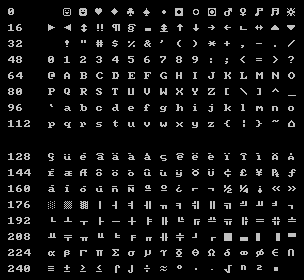 0 ☺ ☻ ♥ ♦ ♣ ♠ • ◘ ○ ◙ ♂ ♀ ♪ ♫ ☼
16 ► ◄ ↕ ‼ ¶ § ▬ ↨ ↑ ↓ → ← ∟ ↔ ▲ ▼
32 ! " # $ % & ' ( ) * + , - . /
48 0 1 2 3 4 5 6 7 8 9 : ; < = > ?
64 @ A B C D E F G H I J K L M N O
80 P Q R S T U V W X Y Z [ \ ] ^ _
96 ` a b c d e f g h i j k l m n o
112 p q r s t u v w x y z { | } ~ ⌂
128 Ç ü é â ä à å ç ê ë è ï î ì Ä Å
144 É æ Æ ô ö ò û ù ÿ Ö Ü ¢ £ ¥ ₧ ƒ
160 á í ó ú ñ Ñ ª º ¿ ⌐ ¬ ½ ¼ ¡ « »
176 ░ ▒ ▓ │ ┤ ╡ ╢ ╖ ╕ ╣ ║ ╗ ╝ ╜ ╛ ┐
192 └ ┴ ┬ ├ ─ ┼ ╞ ╟ ╚ ╔ ╩ ╦ ╠ ═ ╬ ╧
208 ╨ ╤ ╥ ╙ ╘ ╒ ╓ ╫ ╪ ┘ ┌ █ ▄ ▌ ▐ ▀
224 α β Γ π Σ σ µ τ Φ Θ Ω δ ∞ φ ∈ ∩
240 ≡ ± ≥ ≤ ⌠ ⌡ ÷ ≈ ° ∙ · √ ⁿ ² ■